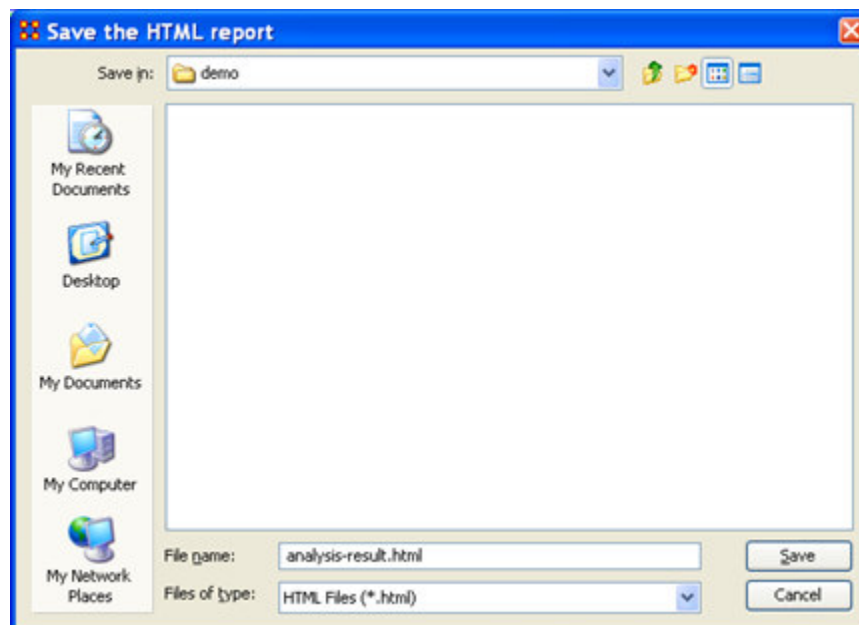 Save the HTML report
Save in: demo
My Recent
Documents
Desktop
My Documents
My Computer
My Network
Places
File name: analysis-result.html Save
Files of type: HTML Files (*.html) Cancel